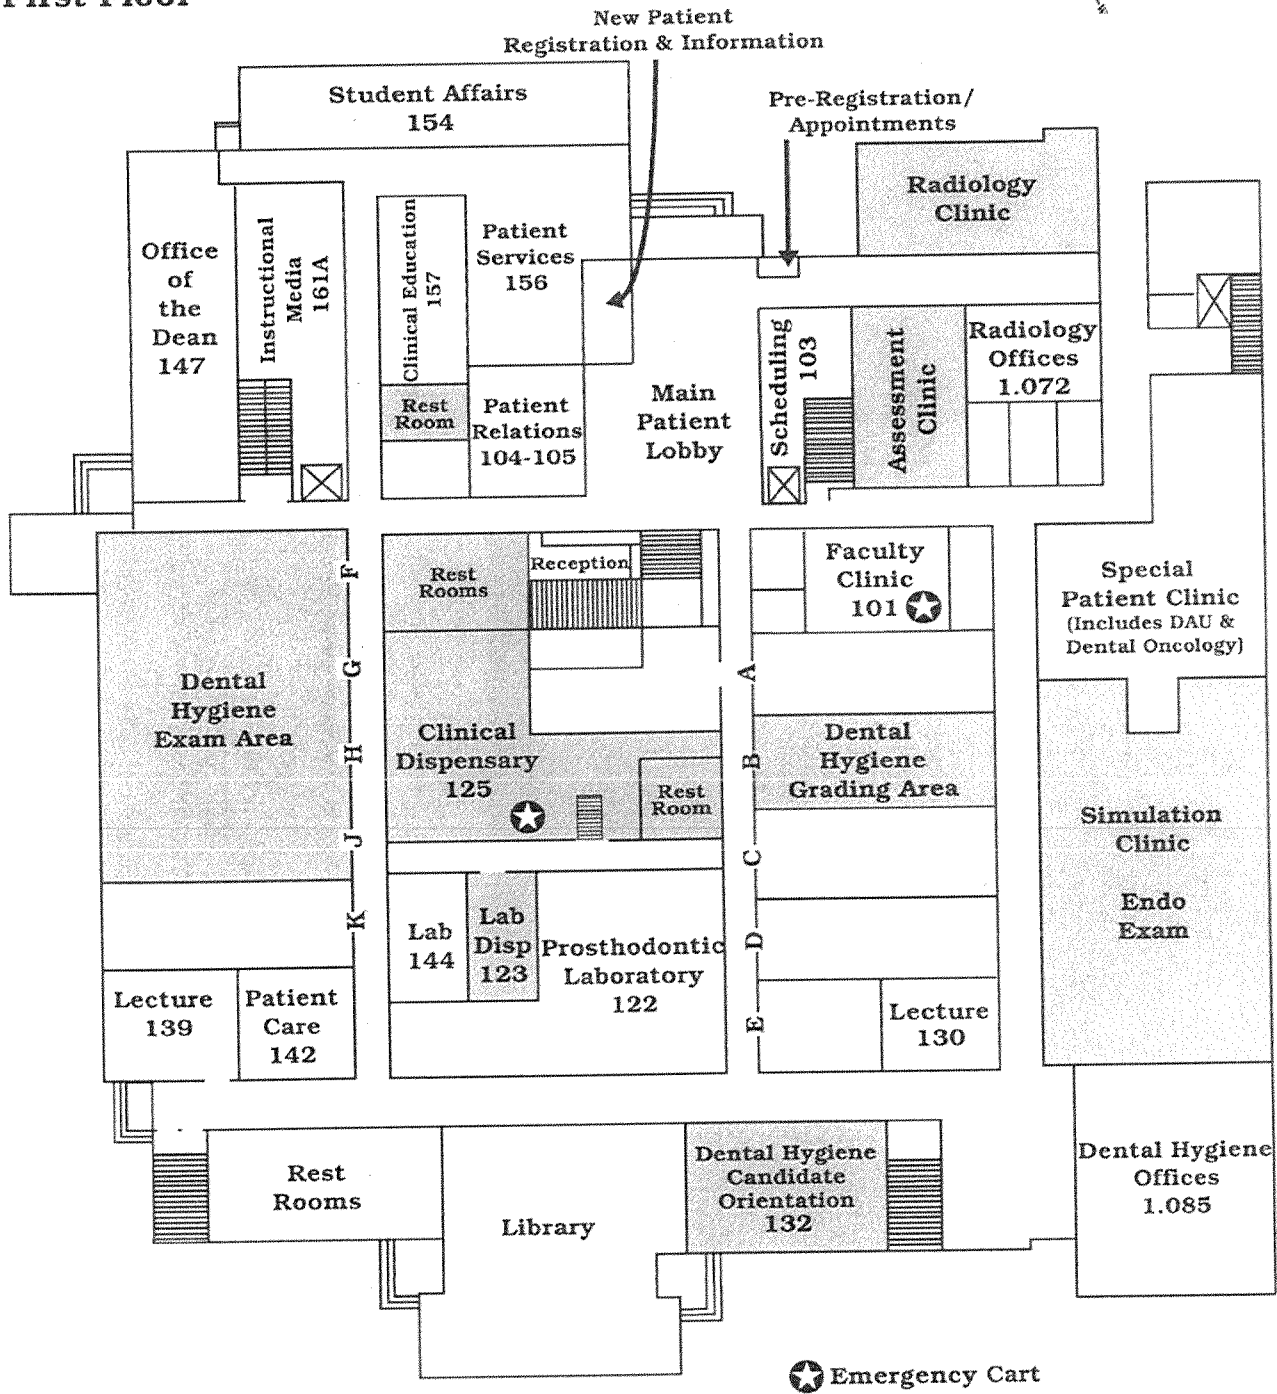 First Floor
New Patient
Registration & Information
Student Affairs
154
Pre-Registration/
Appointments
Radiology
Clinic
Office
of
the
Dean
147
Instructional
Media
161A
Clinical Education
157
Patient
Services
156
Rest
Room
Patient
Relations
104-105
Main
Patient
Lobby
Scheduling
103
Assessment
Clinic
Radiology
Offices
1.072
F
G
H
J
K
Dental
Hygiene
Exam Area
Rest
Rooms
Reception
Clinical
Dispensary
125
Rest
Room
A
B
C
D
E
Faculty
Clinic
101
Dental
Hygiene
Grading Area
Special
Patient Clinic
(Includes DAU &
Dental Oncology)
Simulation
Clinic
Endo
Exam
Lab
144
Lab
Disp
123
Prosthodontic
Laboratory
122
Lecture
139
Patient
Care
142
Lecture
130
Rest
Rooms
Library
Dental Hygiene
Candidate
Orientation
132
Dental Hygiene
Offices
1.085
Emergency Cart